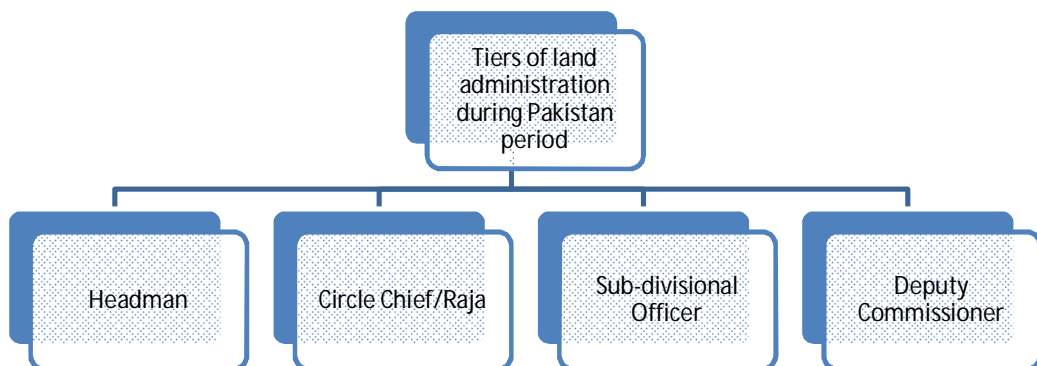 Tiers of land
administration
during Pakistan
period
Headman
Circle Chief/Raja
Sub-divisional
Officer
Deputy
Commissioner